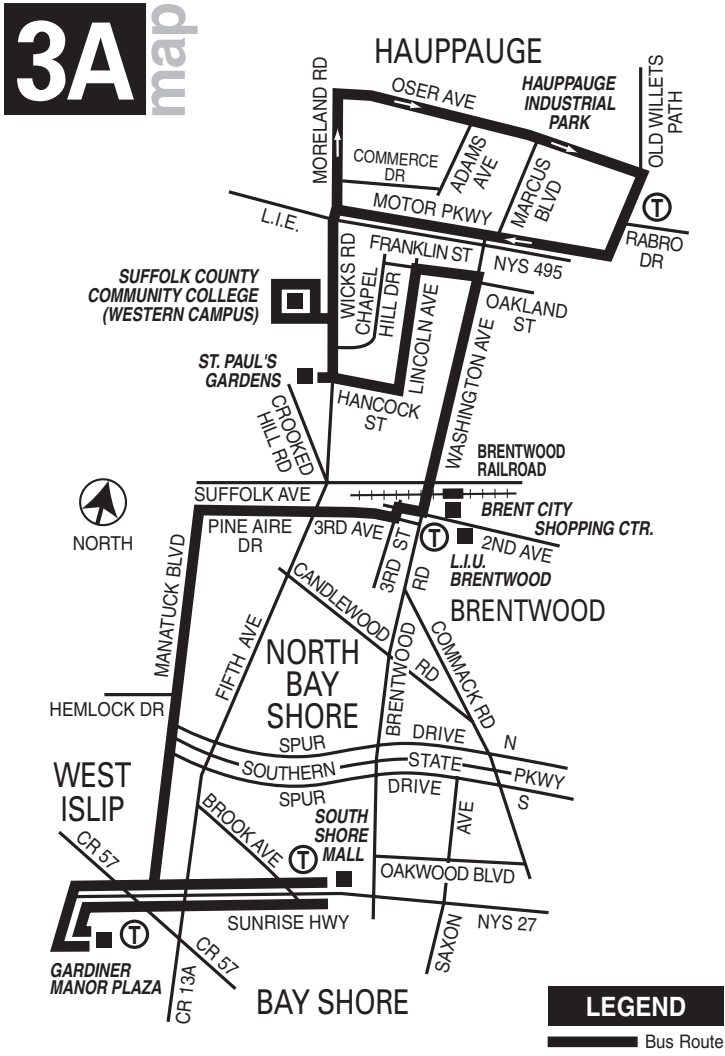 3A
map
HAUPPAUGE
MORELAND RD
OSER AVE
HAUPPAUGE
INDUSTRIAL
PARK
OLD WILLETS
PATH
COMMERCE
DR
ADAMS
AVE
MARCUS
BLVD
MOTOR PKWY
T
RABRO
DR
L.I.E.
WICKS RD
FRANKLIN ST
NYS 495
CHAPEL
HILL DR
LINCOLN AVE
OAKLAND
ST
SUFFOLK COUNTY
COMMUNITY COLLEGE
(WESTERN CAMPUS)
ST. PAUL'S
GARDENS
HANCOCK
ST
WASHINGTON AVE
CROOKED
HILL RD
BRENTWOOD
RAILROAD
SUFFOLK AVE
BRENT CITY
SHOPPING CTR.
NORTH
PINE AIRE
DR
3RD AVE
3RD ST
T
2ND AVE
L.I.U.
BRENTWOOD
BRENTWOOD
MANATUCK BLVD
FIFTH AVE
CANDLEWOOD
RD
BRENTWOOD
RD
COMMACK RD
NORTH
BAY
SHORE
HEMLOCK DR
SPUR
DRIVE
N
SOUTHERN
STATE
PKWY
SPUR
DRIVE
S
WEST
ISLIP
CR 57
BROOK AVE
T
SOUTH
SHORE
MALL
AVE
OAKWOOD BLVD
SUNRISE HWY
NYS 27
SAXON
T
GARDINER
MANOR PLAZA
CR 57
CR 13A
BAY SHORE
LEGEND
Bus Route